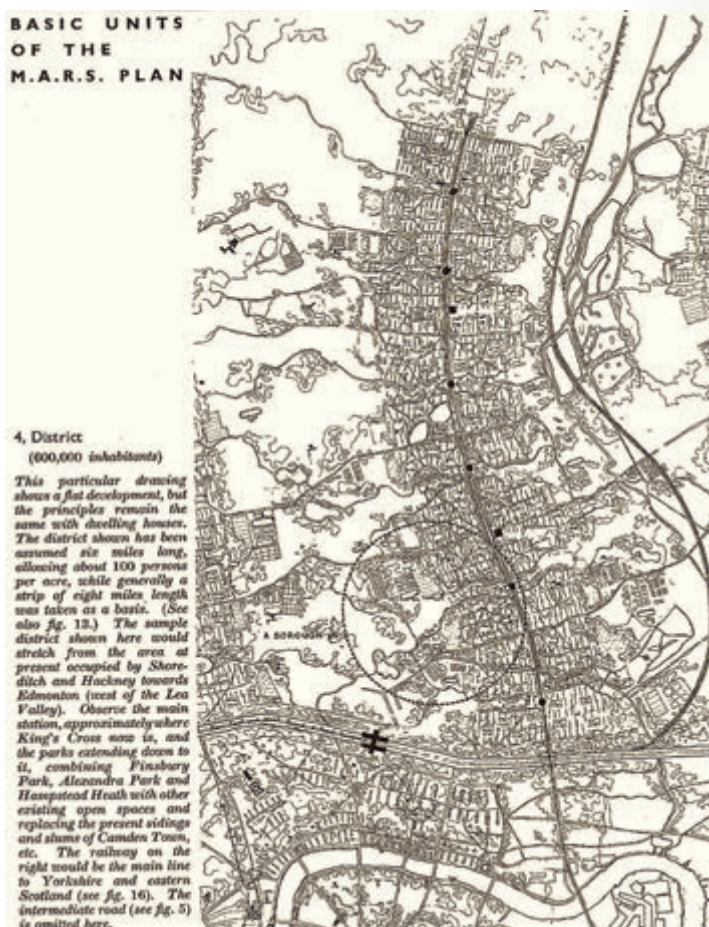 BASIC UNITS
OF THE
M.A.R.S. PLAN
4, District
(600,000 inhabitants)
This particular drawing
shows a flat development, but
the principles remain the
same with dwelling houses.
The district shown has been
assumed six miles long,
allowing about 100 persons
per acre, while generally a
strip of eight miles length
was taken as a basis. (See
also fig. 13.) The sample
district shown here would
stretch from the area at
present occupied by Shore-
ditch and Hackney towards
Edmonton (west of the Lea
Valley). Observe the main
station, approximately where
King's Cross now is, and
the parks extending down to
it, combining Finsbury
Park, Alexandra Park and
Hampstead Heath with other
existing open spaces and
replacing the present sidings
and slums of Camden Town,
etc. The railway on the
right would be the main line
to Yorkshire and eastern
Scotland (see fig. 16). The
intermediate road (see fig. 5)
is omitted here.
A BOROUGH